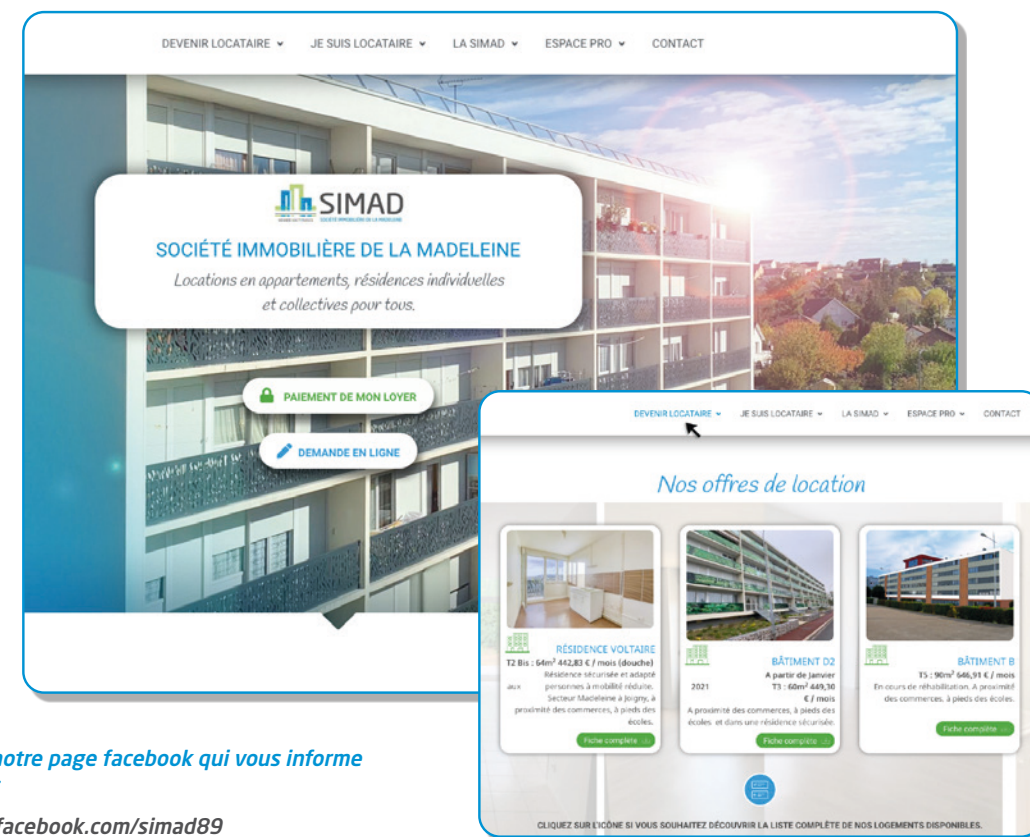 DEVENIR LOCATAIRE JE SUIS LOCATAIRE LA SIMAD ESPACE PRO CONTACT
SIMAD
SOCIÉTÉ IMMOBILIÈRE DE LA MADELEINE
SOCIÉTÉ IMMOBILIÈRE DE LA MADELEINE
Locations en appartements, résidences individuelles
et collectives pour tous.
PAIEMENT DE MON LOYER
DEMANDE EN LIGNE
DEVENIR LOCATAIRE JE SUIS LOCATAIRE LA SIMAD ESPACE PRO CONTACT
Nos offres de location
RÉSIDENCE VOLTAIRE
T2 Bis : 64m² 442,83 € / mois (douche)
Résidence sécurisée et adapté
aux personnes à mobilité réduite.
Secteur Madeleine à Joigny, à
proximité des commerces, à pieds des
écoles.
Fiche complète
BÂTIMENT D2
A partir de Janvier
2021 T3 : 60m² 449,30
€ / mois
A proximité des commerces, à pieds des
écoles et dans une résidence sécurisée.
Fiche complète
BÂTIMENT B
T5 : 90m² 646,91 € / mois
En cours de réhabilitation. A proximité
des commerces, à pieds des écoles.
Fiche complète
CLIQUEZ SUR L'ICÔNE SI VOUS SOUHAITEZ DÉCOUVRIR LA LISTE COMPLÈTE DE NOS LOGEMENTS DISPONIBLES.
notre page facebook qui vous informe
facebook.com/simad89